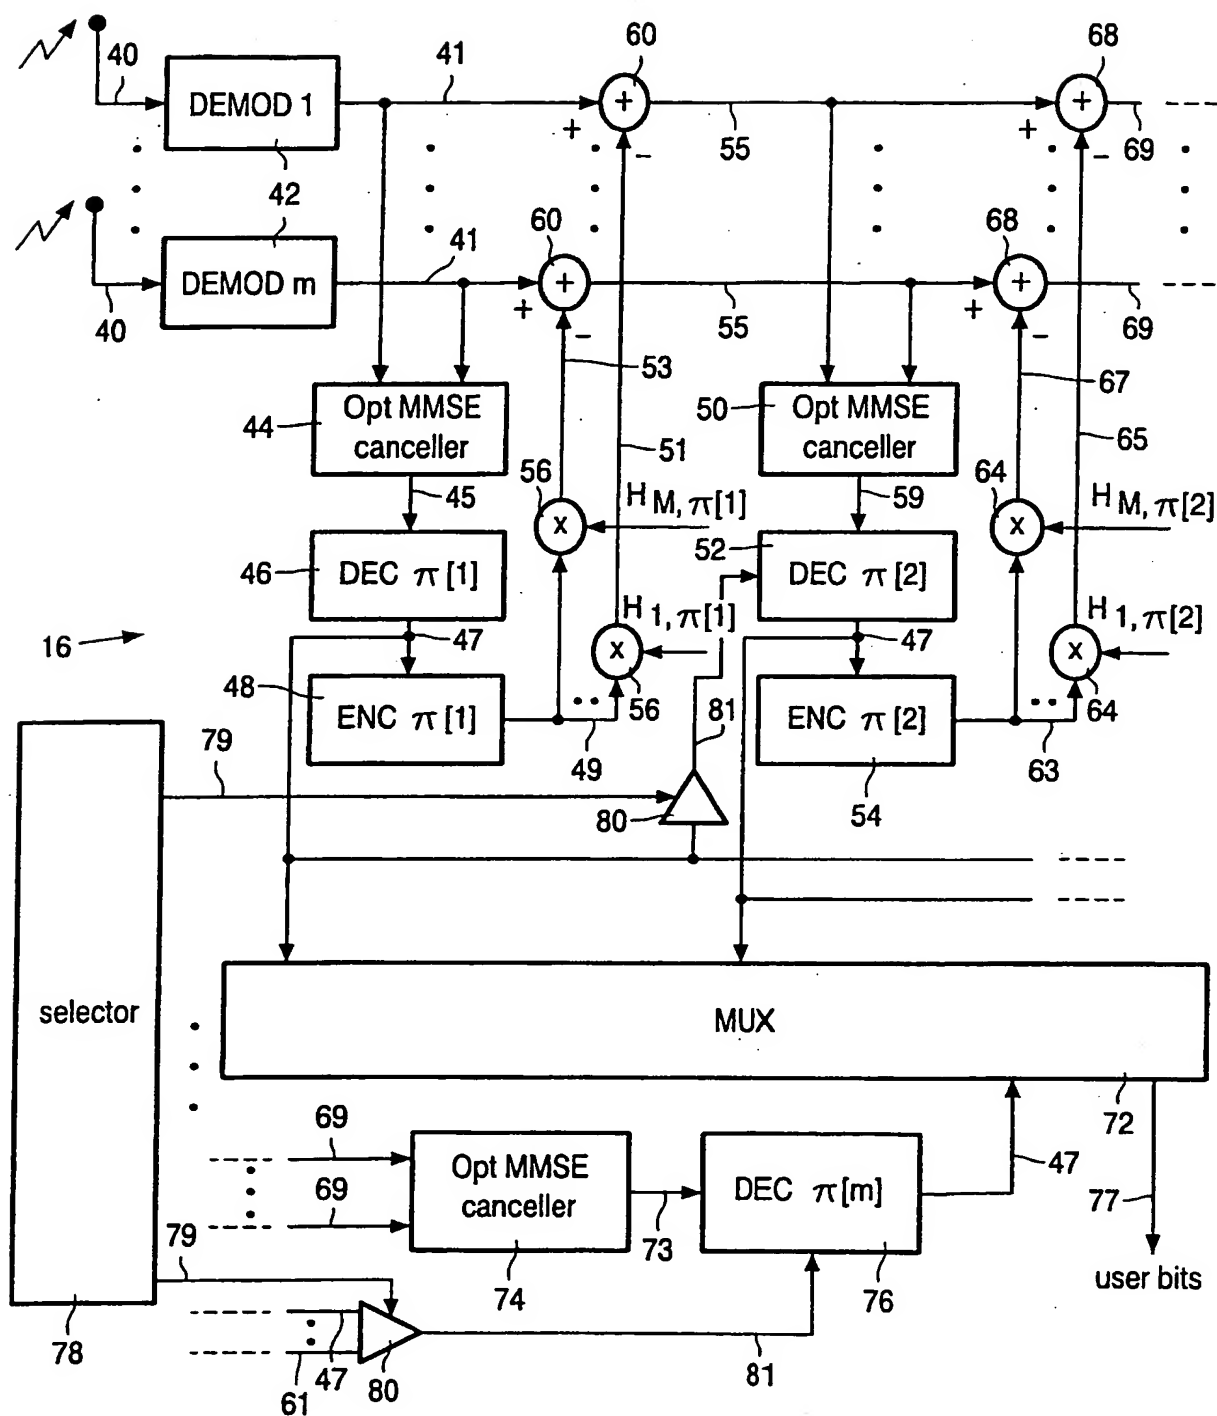 60
68
40
41
DEMOD 1
+
+
+
−
55
+
−
69
42
60
68
41
DEMOD m
+
+
40
+
−
55
+
−
69
53
67
44
Opt MMSE
canceller
50
Opt MMSE
canceller
51
65
45
56
H M, π[1]
59
64
H M, π[2]
x
x
46
DEC π [1]
52
DEC π [2]
H 1, π[1]
H 1, π[2]
16
47
x
47
x
48
ENC π [1]
56
81
ENC π [2]
64
79
49
63
80
54
selector
MUX
72
69
Opt MMSE
canceller
DEC π[m]
47
77
69
79
73
74
76
user bits
78
47
61
80
81